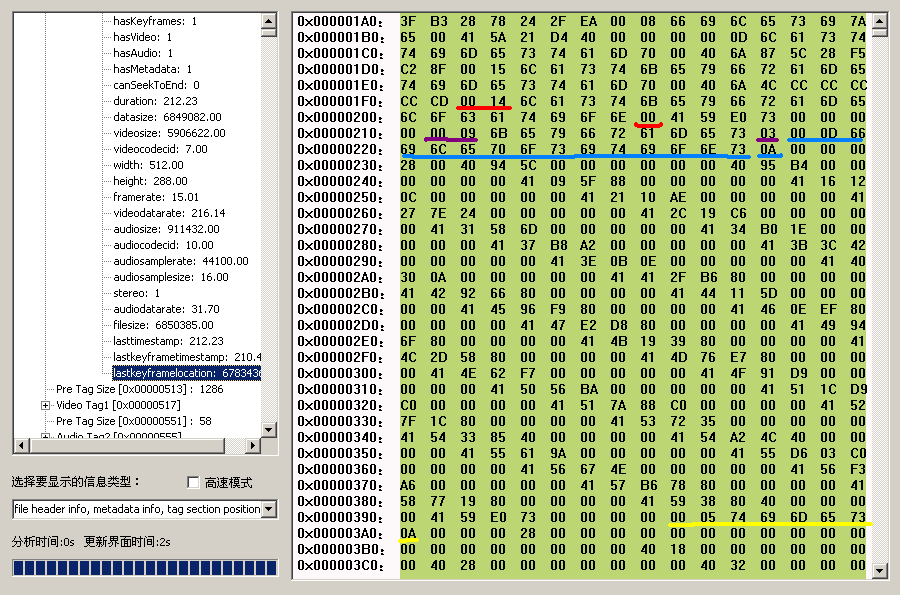 hasKeyframes: 1
hasVideo: 1
hasAudio: 1
hasMetadata: 1
canSeekToEnd: 0
duration: 212.23
datasize: 6849082.00
videosize: 5906622.00
videocodecid: 7.00
width: 512.00
height: 288.00
framerate: 15.01
videodatarate: 216.14
audiosize: 911432.00
audiocodecid: 10.00
audiosamplerate: 44100.00
audiosamplesize: 16.00
stereo: 1
audiodatarate: 31.70
filesize: 6850385.00
lasttimestamp: 212.23
lastkeyframetimestamp: 210.4
lastkeyframelocation: 6783436
Pre Tag Size [0x00000513] : 1286
Video Tag1 [0x00000517]
Pre Tag Size [0x00000551] : 58
Audio Tag2 [0x00000555]
选择要显示的信息类型：
高速模式
file header info, metadata info, tag section position
分析时间:0s 更新界面时间:2s
0x000001A0: 3F B3 28 78 24 2F EA 00 08 66 69 6C 65 73 69 7A
0x000001B0: 65 00 41 5A 21 D4 40 00 00 00 00 0D 6C 61 73 74
0x000001C0: 74 69 6D 65 73 74 61 6D 70 00 40 6A 87 5C 28 F5
0x000001D0: C2 8F 00 15 6C 61 73 74 6B 65 79 66 72 61 6D 65
0x000001E0: 74 69 6D 65 73 74 61 6D 70 00 40 6A 4C CC CC CC
0x000001F0: CC CD 00 14 6C 61 73 74 6B 65 79 66 72 61 6D 65
0x00000200: 6C 6F 63 61 74 69 6F 6E 00 41 59 E0 73 00 00 00
0x00000210: 00 00 09 6B 65 79 66 72 61 6D 65 73 03 00 0D 66
0x00000220: 69 6C 65 70 6F 73 69 74 69 6F 6E 73 0A 00 00 00
0x00000230: 28 00 40 94 5C 00 00 00 00 00 00 40 95 B4 00 00
0x00000240: 00 00 00 00 41 09 5F 88 00 00 00 00 00 41 16 12
0x00000250: 0C 00 00 00 00 00 41 21 10 AE 00 00 00 00 00 41
0x00000260: 27 7E 24 00 00 00 00 00 41 2C 19 C6 00 00 00 00
0x00000270: 00 41 31 58 6D 00 00 00 00 00 41 34 B0 1E 00 00
0x00000280: 00 00 00 41 37 B8 A2 00 00 00 00 00 41 3B 3C 42
0x00000290: 00 00 00 00 00 41 3E 0B 0E 00 00 00 00 00 41 40
0x000002A0: 30 0A 00 00 00 00 00 41 41 2F B6 80 00 00 00 00
0x000002B0: 41 42 92 66 80 00 00 00 00 41 44 11 5D 00 00 00
0x000002C0: 00 00 41 45 96 F9 80 00 00 00 00 41 46 0E EF 80
0x000002D0: 00 00 00 00 41 47 E2 D8 80 00 00 00 00 41 49 94
0x000002E0: 6F 80 00 00 00 00 41 4B 19 39 80 00 00 00 00 41
0x000002F0: 4C 2D 58 80 00 00 00 00 41 4D 76 E7 80 00 00 00
0x00000300: 00 41 4E 62 F7 00 00 00 00 00 41 4F 91 D9 00 00
0x00000310: 00 00 00 41 50 56 BA 00 00 00 00 00 41 51 1C D9
0x00000320: C0 00 00 00 00 41 51 7A 88 C0 00 00 00 00 41 52
0x00000330: 7F 1C 80 00 00 00 00 41 53 72 35 00 00 00 00 00
0x00000340: 41 54 33 85 40 00 00 00 00 41 54 A2 4C 40 00 00
0x00000350: 00 00 41 55 61 9A 00 00 00 00 00 41 55 D6 03 C0
0x00000360: 00 00 00 00 41 56 67 4E 00 00 00 00 00 41 56 F3
0x00000370: A6 00 00 00 00 00 41 57 B6 78 80 00 00 00 00 41
0x00000380: 58 77 19 80 00 00 00 00 41 59 38 80 40 00 00 00
0x00000390: 00 41 59 E0 73 00 00 00 00 00 05 74 69 6D 65 73
0x000003A0: 0A 00 00 00 28 00 00 00 00 00 00 00 00 00 00 00
0x000003B0: 00 00 00 00 00 00 00 00 40 18 00 00 00 00 00 00
0x000003C0: 00 40 28 00 00 00 00 00 00 00 40 32 00 00 00 00